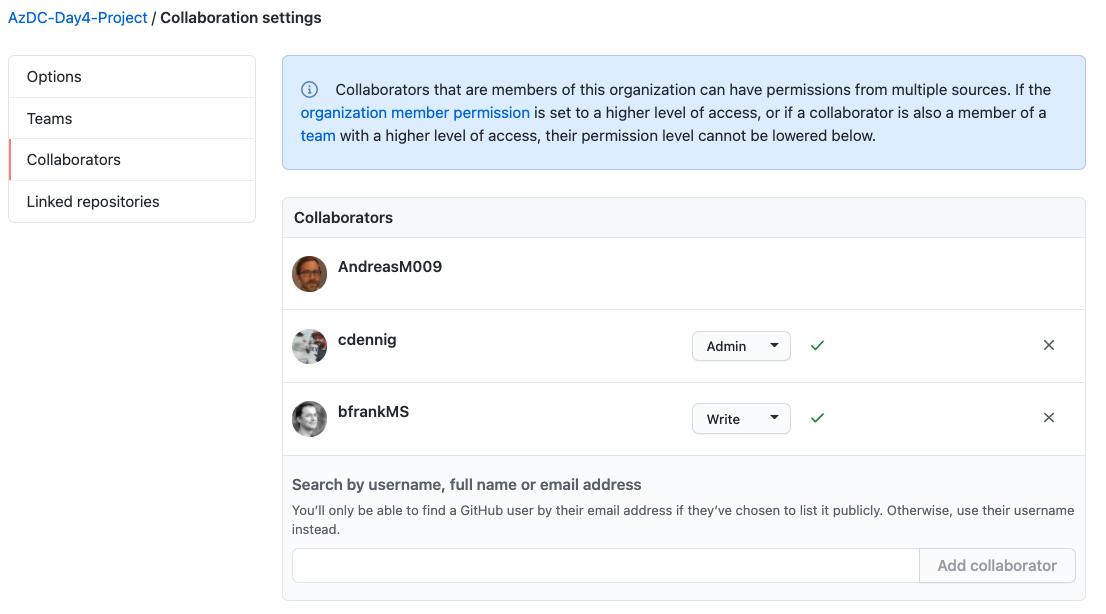 AzDC-Day4-Project / Collaboration settings
Options
Teams
Collaborators
Linked repositories
Collaborators that are members of this organization can have permissions from multiple sources. If the
organization member permission is set to a higher level of access, or if a collaborator is also a member of a
team with a higher level of access, their permission level cannot be lowered below.
Collaborators
AndreasM009
cdennig
Admin
bfrankMS
Write
Search by username, full name or email address
You’ll only be able to find a GitHub user by their email address if they’ve chosen to list it publicly. Otherwise, use their username
instead.
Add collaborator